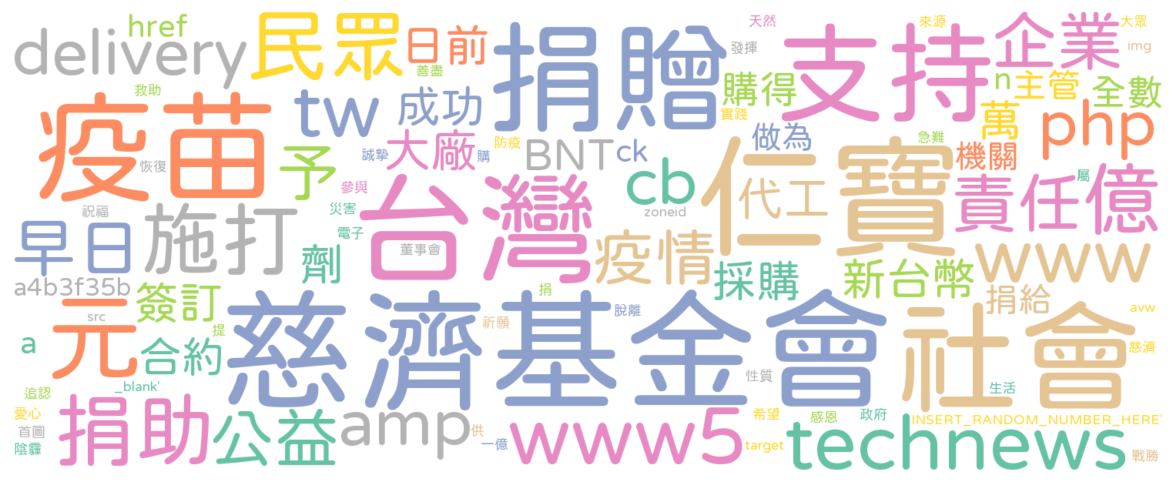 href
民眾
日前
善盡
捐贈
天然
發揮
支持
來源
企業
大眾
img
delivery
救助
疫苗
tw
成功
大廠
予
誠摯
購
防疫
BNT
ck
購得
實踐
做為
n
主管
萬
全數
php
急難
機關
恢復
祝福
早日
施打
參與
災害
電子
劑
台灣
董事會
疫情
cb
zoneid
仁寶
代工
責任
屬
億
www
a4b3f35b
src
元
簽訂
提
合約
a
_blank'
慈濟基金會
祈願
捐
脫離
採購
新台幣
捐給
社會
avw
慈濟
性質
生活
追認
愛心
首圖
陰霾
捐助
公益
amp
供
一億
www5
希望
target
感恩
政府
technews
INSERT_RANDOM_NUMBER_HERE'
戰勝